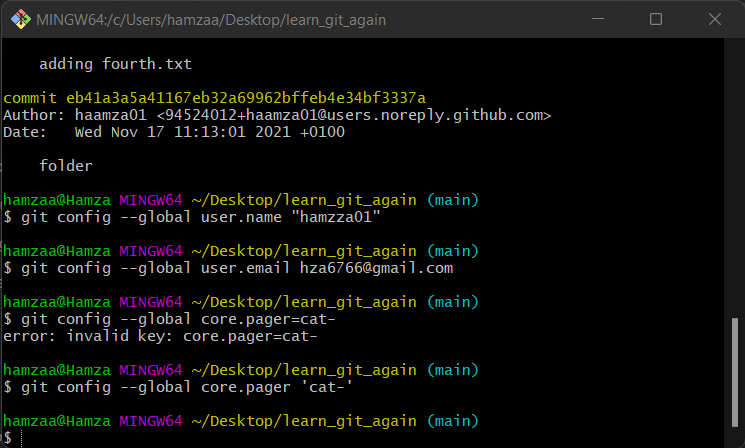 MINGW64:/c/Users/hamzaa/Desktop/learn_git_again
adding fourth.txt
commit eb41a3a5a41167eb32a69962bffeb4e34bf3337a
Author: haamza01 <94524012+haamza01@users.noreply.github.com>
Date:   Wed Nov 17 11:13:01 2021 +0100
folder
hamzaa@Hamza MINGW64 ~/Desktop/learn_git_again (main)
$ git config --global user.name "hamzza01"
hamzaa@Hamza MINGW64 ~/Desktop/learn_git_again (main)
$ git config --global user.email hza6766@gmail.com
hamzaa@Hamza MINGW64 ~/Desktop/learn_git_again (main)
$ git config --global core.pager=cat-
error: invalid key: core.pager=cat-
hamzaa@Hamza MINGW64 ~/Desktop/learn_git_again (main)
$ git config --global core.pager 'cat-'
hamzaa@Hamza MINGW64 ~/Desktop/learn_git_again (main)
$